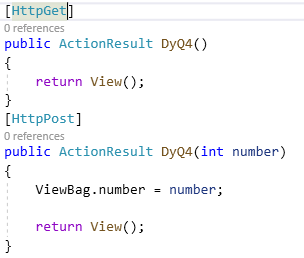 [HttpGet]
0 references
public ActionResult DyQ4()
{
    return View();
}
[HttpPost]
0 references
public ActionResult DyQ4(int number)
{
    ViewBag.number = number;

    return View();
}